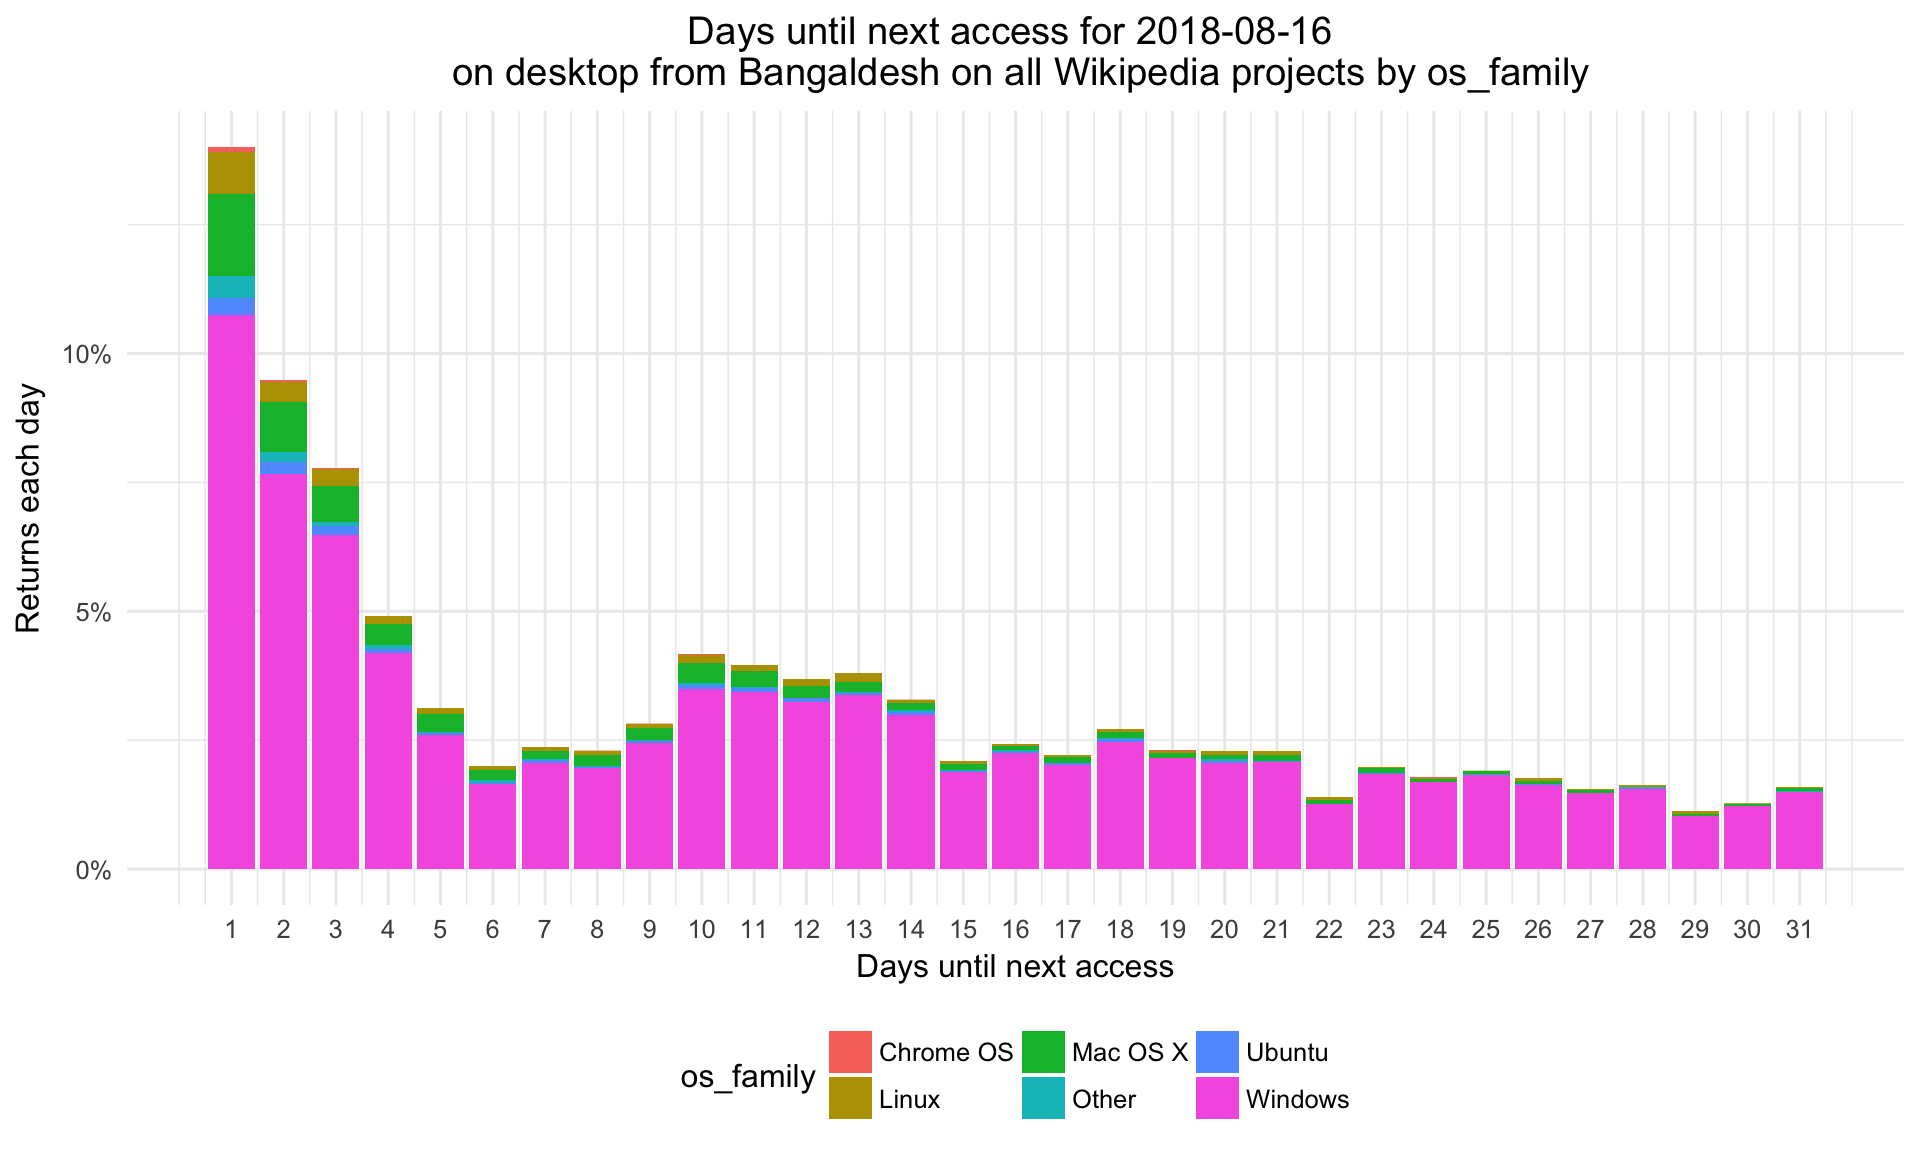 Days until next access for 2018-08-16
on desktop from Bangaldesh on all Wikipedia projects by os_family
Returns each day
10%
5%
0%
1 2 3 4 5 6 7 8 9 10 11 12 13 14 15 16 17 18 19 20 21 22 23 24 25 26 27 28 29 30 31
Days until next access
os_family
Chrome OS Mac OS X Ubuntu
Linux Other Windows